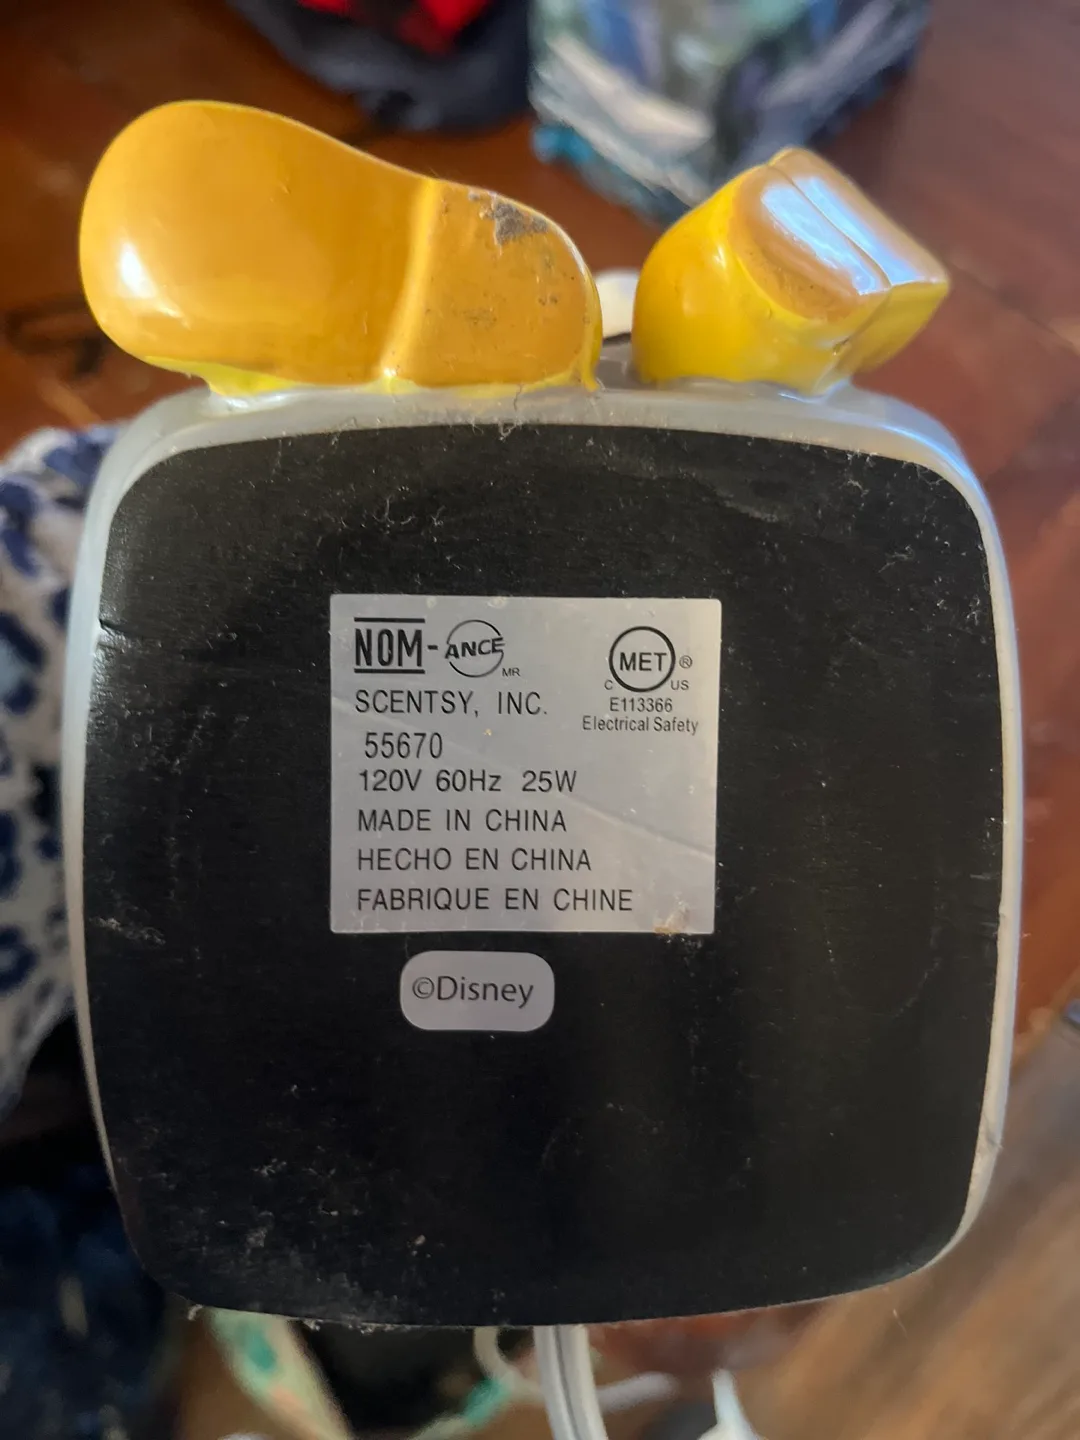 NOM-ANCE MR
SCENTSY, INC.
55670
120V 60Hz 25W
MADE IN CHINA
HECHO EN CHINA
FABRIQUE EN CHINE
MET ®
C US
E113366
Electrical Safety
©Disney